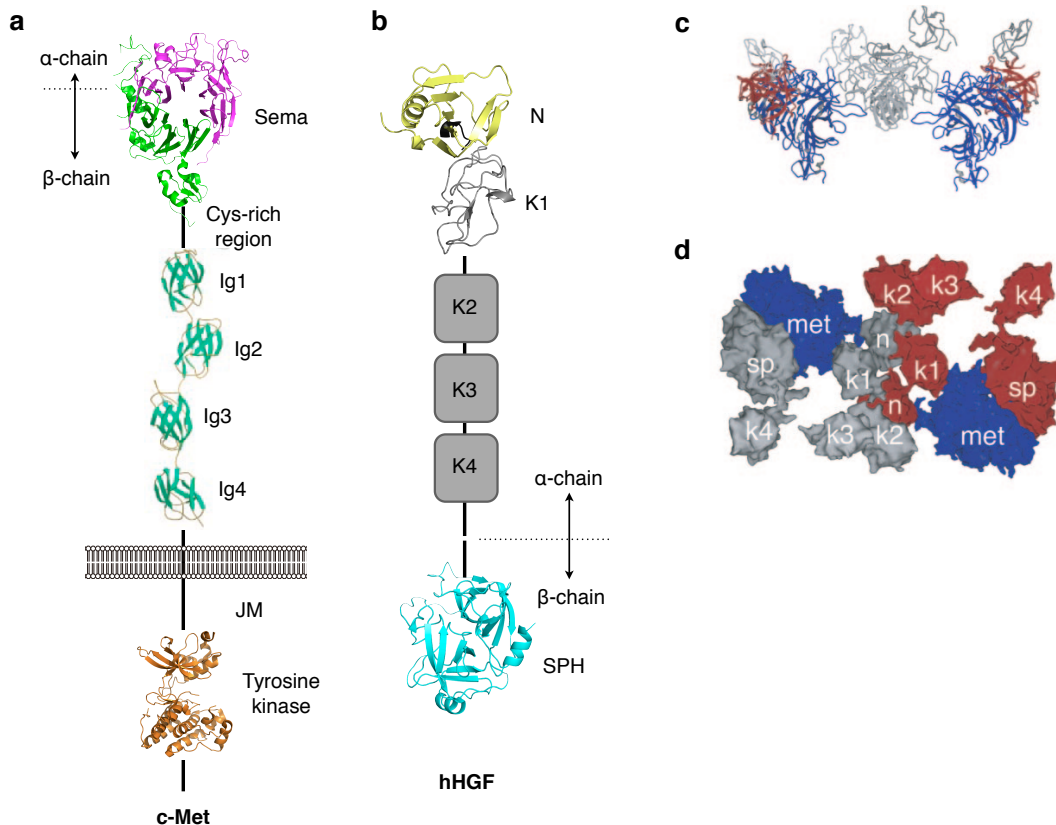 a
α-chain
β-chain
Sema
Cys-rich
region
Ig1
Ig2
Ig3
Ig4
JM
Tyrosine
kinase
c-Met
b
N
K1
K2
K3
K4
α-chain
β-chain
SPH
hHGF
c
d
k2
k3
k4
met
n
sp
k1
k1
sp
n
k4
k3
k2
met